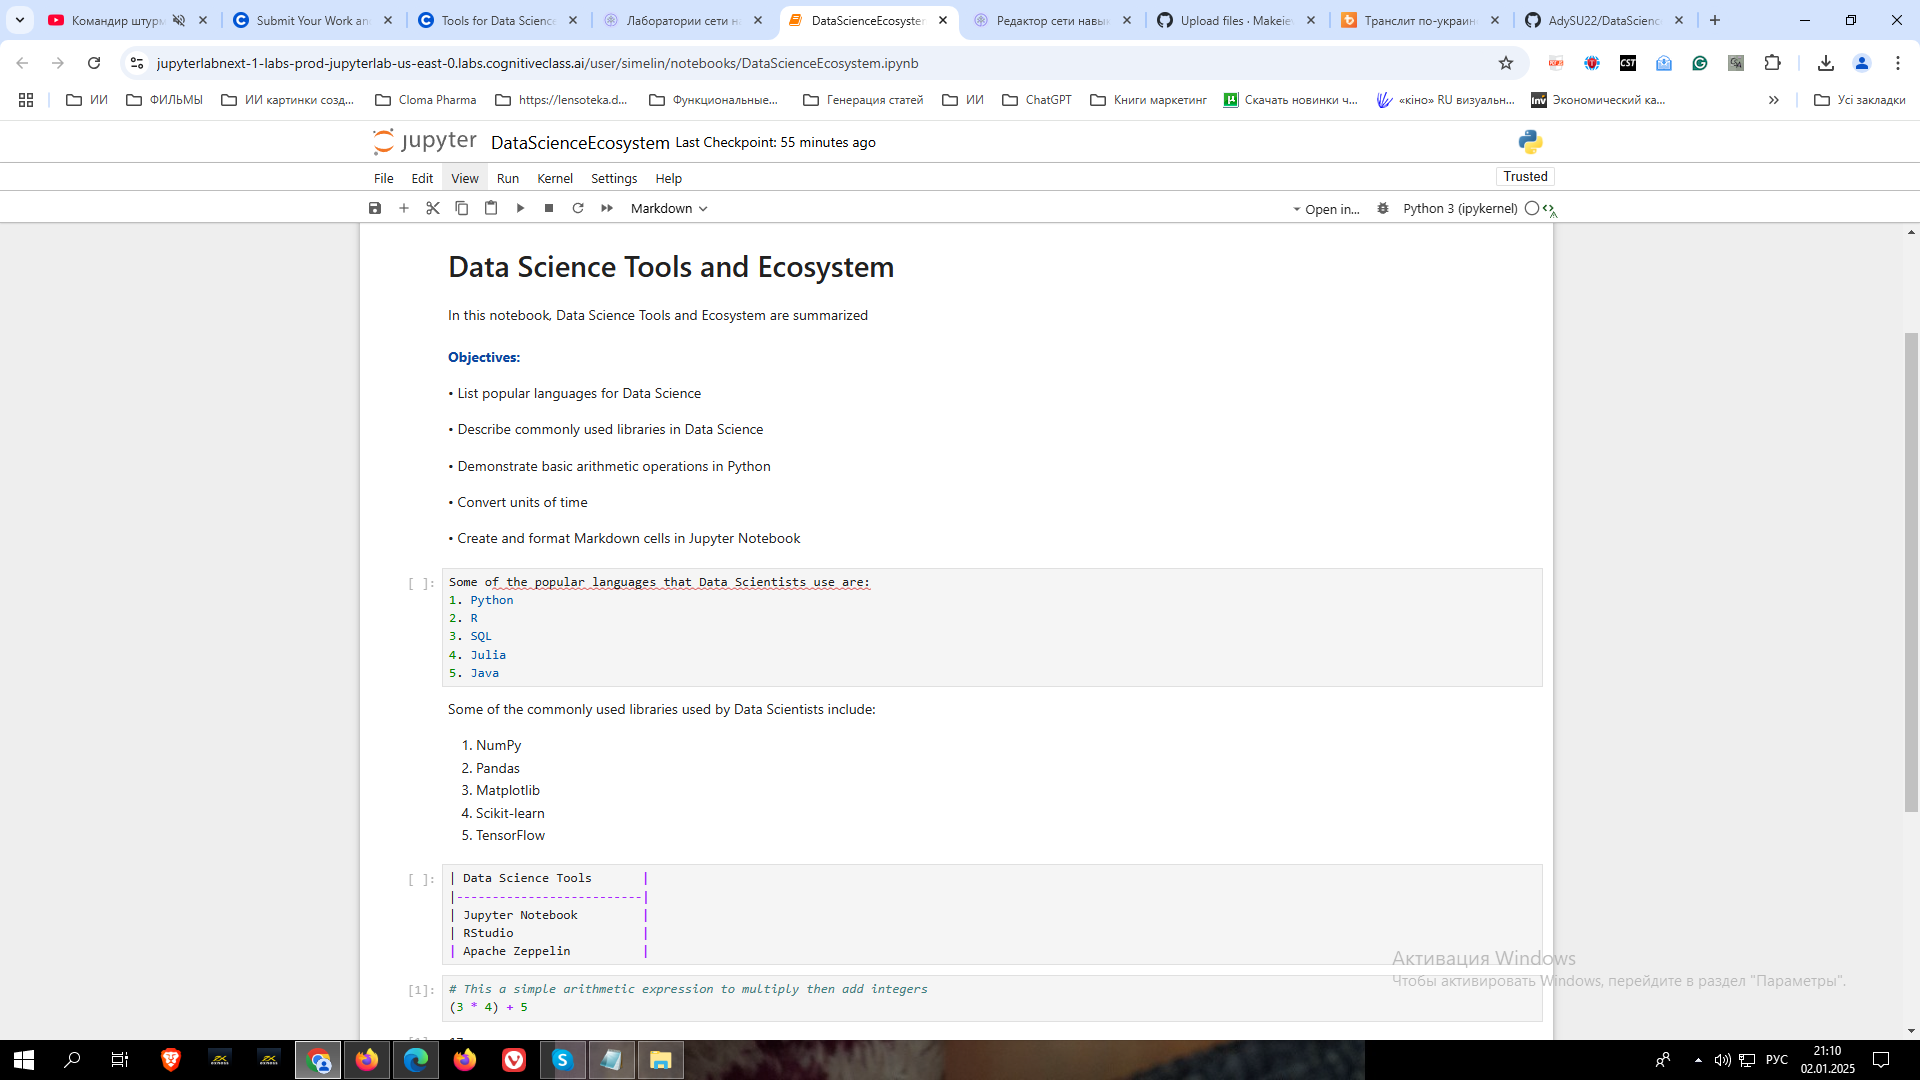 Командир штурм
Submit Your Work an
Tools for Data Science
Лаборатории сети н
DataScienceEcosystem
Редактор сети навык
Upload files · Makeiev
Транслит по-украин
AdySU22/DataScienc
jupyterlabnext-1-labs-prod-jupyterlab-us-east-0.labs.cognitiveclass.ai/user/simelin/notebooks/DataScienceEcosystem.ipynb
ИИ
ФИЛЬМЫ
ИИ картинки созд...
Cloma Pharma
https://lensoteka.d...
Функциональные...
Генерация статей
ИИ
ChatGPT
Книги маркетинг
Скачать новинки ч...
«кіно» RU визуальн...
Экономический ка...
Усі закладки
jupyter DataScienceEcosystem Last Checkpoint: 55 minutes ago
File Edit View Run Kernel Settings Help
Trusted
Markdown
Open in...
Python 3 (ipykernel)
Data Science Tools and Ecosystem
In this notebook, Data Science Tools and Ecosystem are summarized
Objectives:
• List popular languages for Data Science
• Describe commonly used libraries in Data Science
• Demonstrate basic arithmetic operations in Python
• Convert units of time
• Create and format Markdown cells in Jupyter Notebook
[ ]: Some of the popular languages that Data Scientists use are:
1. Python
2. R
3. SQL
4. Julia
5. Java
Some of the commonly used libraries used by Data Scientists include:
1. NumPy
2. Pandas
3. Matplotlib
4. Scikit-learn
5. TensorFlow
[ ]: | Data Science Tools |
|--------------------------|
| Jupyter Notebook |
| RStudio |
| Apache Zeppelin |
[1]: # This a simple arithmetic expression to multiply then add integers
(3 * 4) + 5
Активация Windows
Чтобы активировать Windows, перейдите в раздел "Параметры".
РУС
21:10
02.01.2025